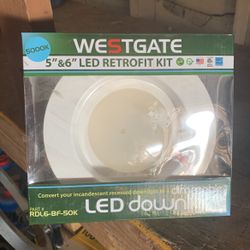 5000K
WESTGATE
5"&6" LED RETROFIT KIT
Convert your incandescent recessed downlight to a dimmable
LED downlight
PART #
RDL6-BF-50K